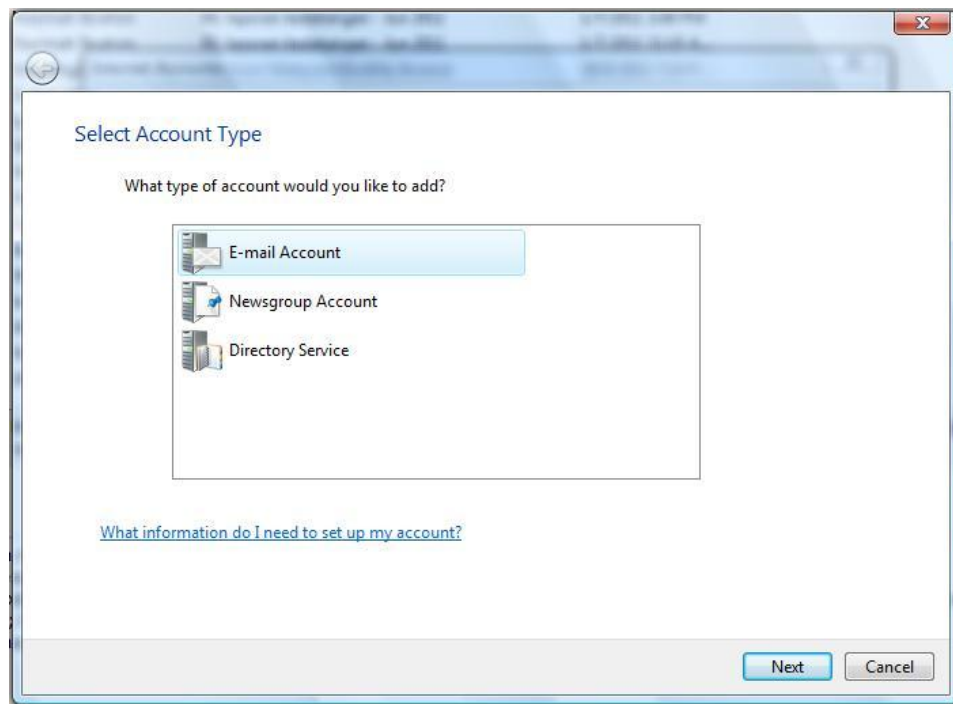 Select Account Type
What type of account would you like to add?
E-mail Account
Newsgroup Account
Directory Service
What information do I need to set up my account?
Next
Cancel